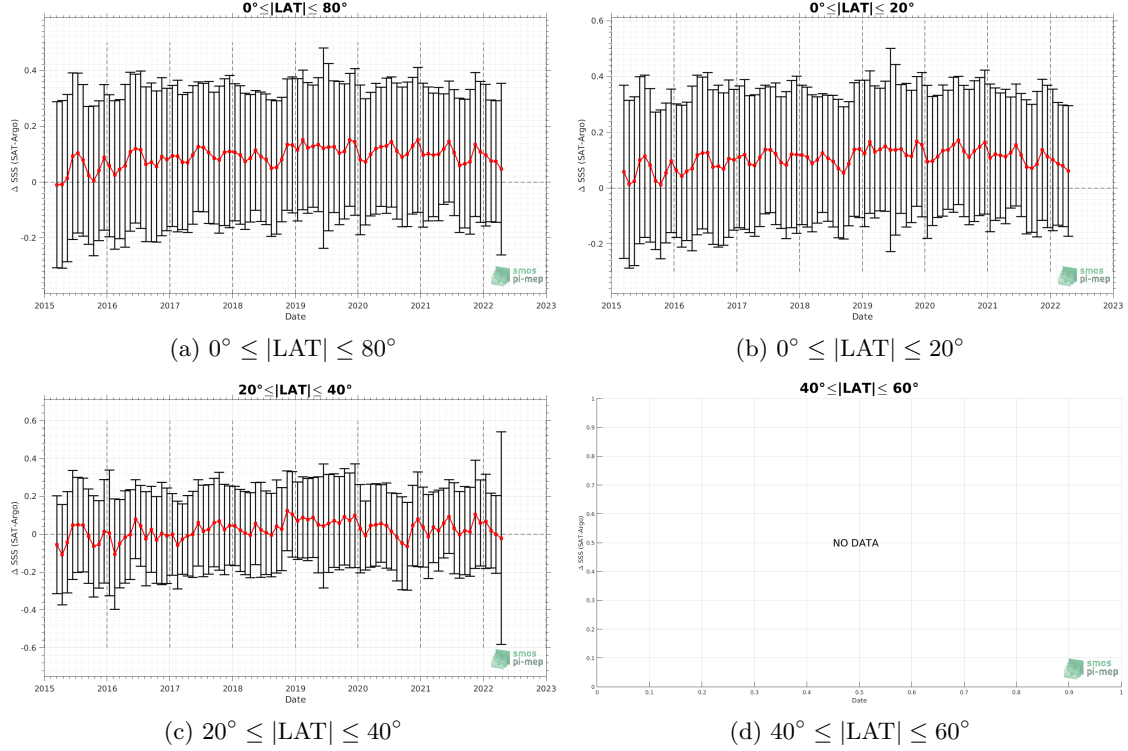 0°≤|LAT|≤ 80°
Δ SSS (SAT-Argo)
0.4
0.2
0
-0.2
2015 2016 2017 2018 2019 2020 2021 2022 2023
Date
smos
pi-mep
(a) 0° ≤ |LAT| ≤ 80°
0°≤|LAT|≤ 20°
Δ SSS (SAT-Argo)
0.6
0.4
0.2
0
-0.2
2015 2016 2017 2018 2019 2020 2021 2022 2023
Date
smos
pi-mep
(b) 0° ≤ |LAT| ≤ 20°
20°≤|LAT|≤ 40°
Δ SSS (SAT-Argo)
0.6
0.4
0.2
0
-0.2
-0.4
-0.6
2015 2016 2017 2018 2019 2020 2021 2022 2023
Date
smos
pi-mep
(c) 20° ≤ |LAT| ≤ 40°
40°≤|LAT|≤ 60°
Δ SSS (SAT-Argo)
1
0.9
0.8
0.7
0.6
0.5
0.4
0.3
0.2
0.1
0
NO DATA
0 0.1 0.2 0.3 0.4 0.5 0.6 0.7 0.8 0.9 1
Date
smos
pi-mep
(d) 40° ≤ |LAT| ≤ 60°